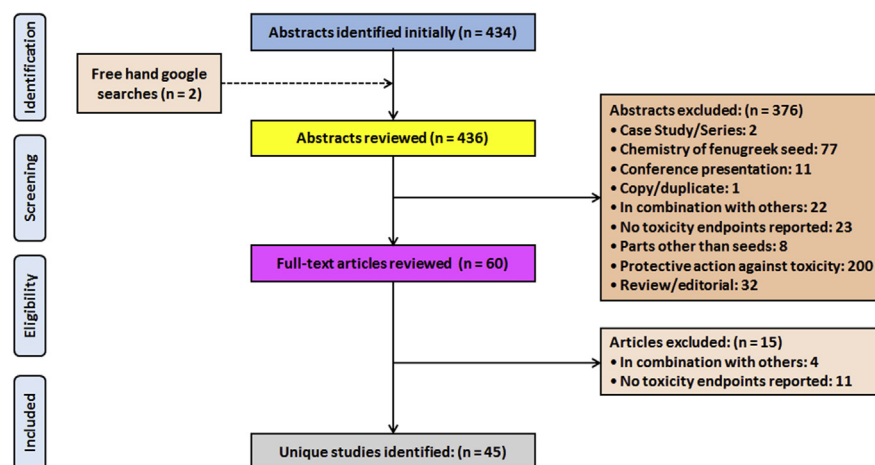 Identification
Abstracts identified initially (n = 434)
Free hand google
searches (n = 2)
Abstracts reviewed (n = 436)
Screening
Abstracts excluded: (n = 376)
• Case Study/Series: 2
• Chemistry of fenugreek seed: 77
• Conference presentation: 11
• Copy/duplicate: 1
• In combination with others: 22
• No toxicity endpoints reported: 23
• Parts other than seeds: 8
• Protective action against toxicity: 200
• Review/editorial: 32
Full-text articles reviewed (n = 60)
Eligibility
Articles excluded: (n = 15)
• In combination with others: 4
• No toxicity endpoints reported: 11
Included
Unique studies identified: (n = 45)